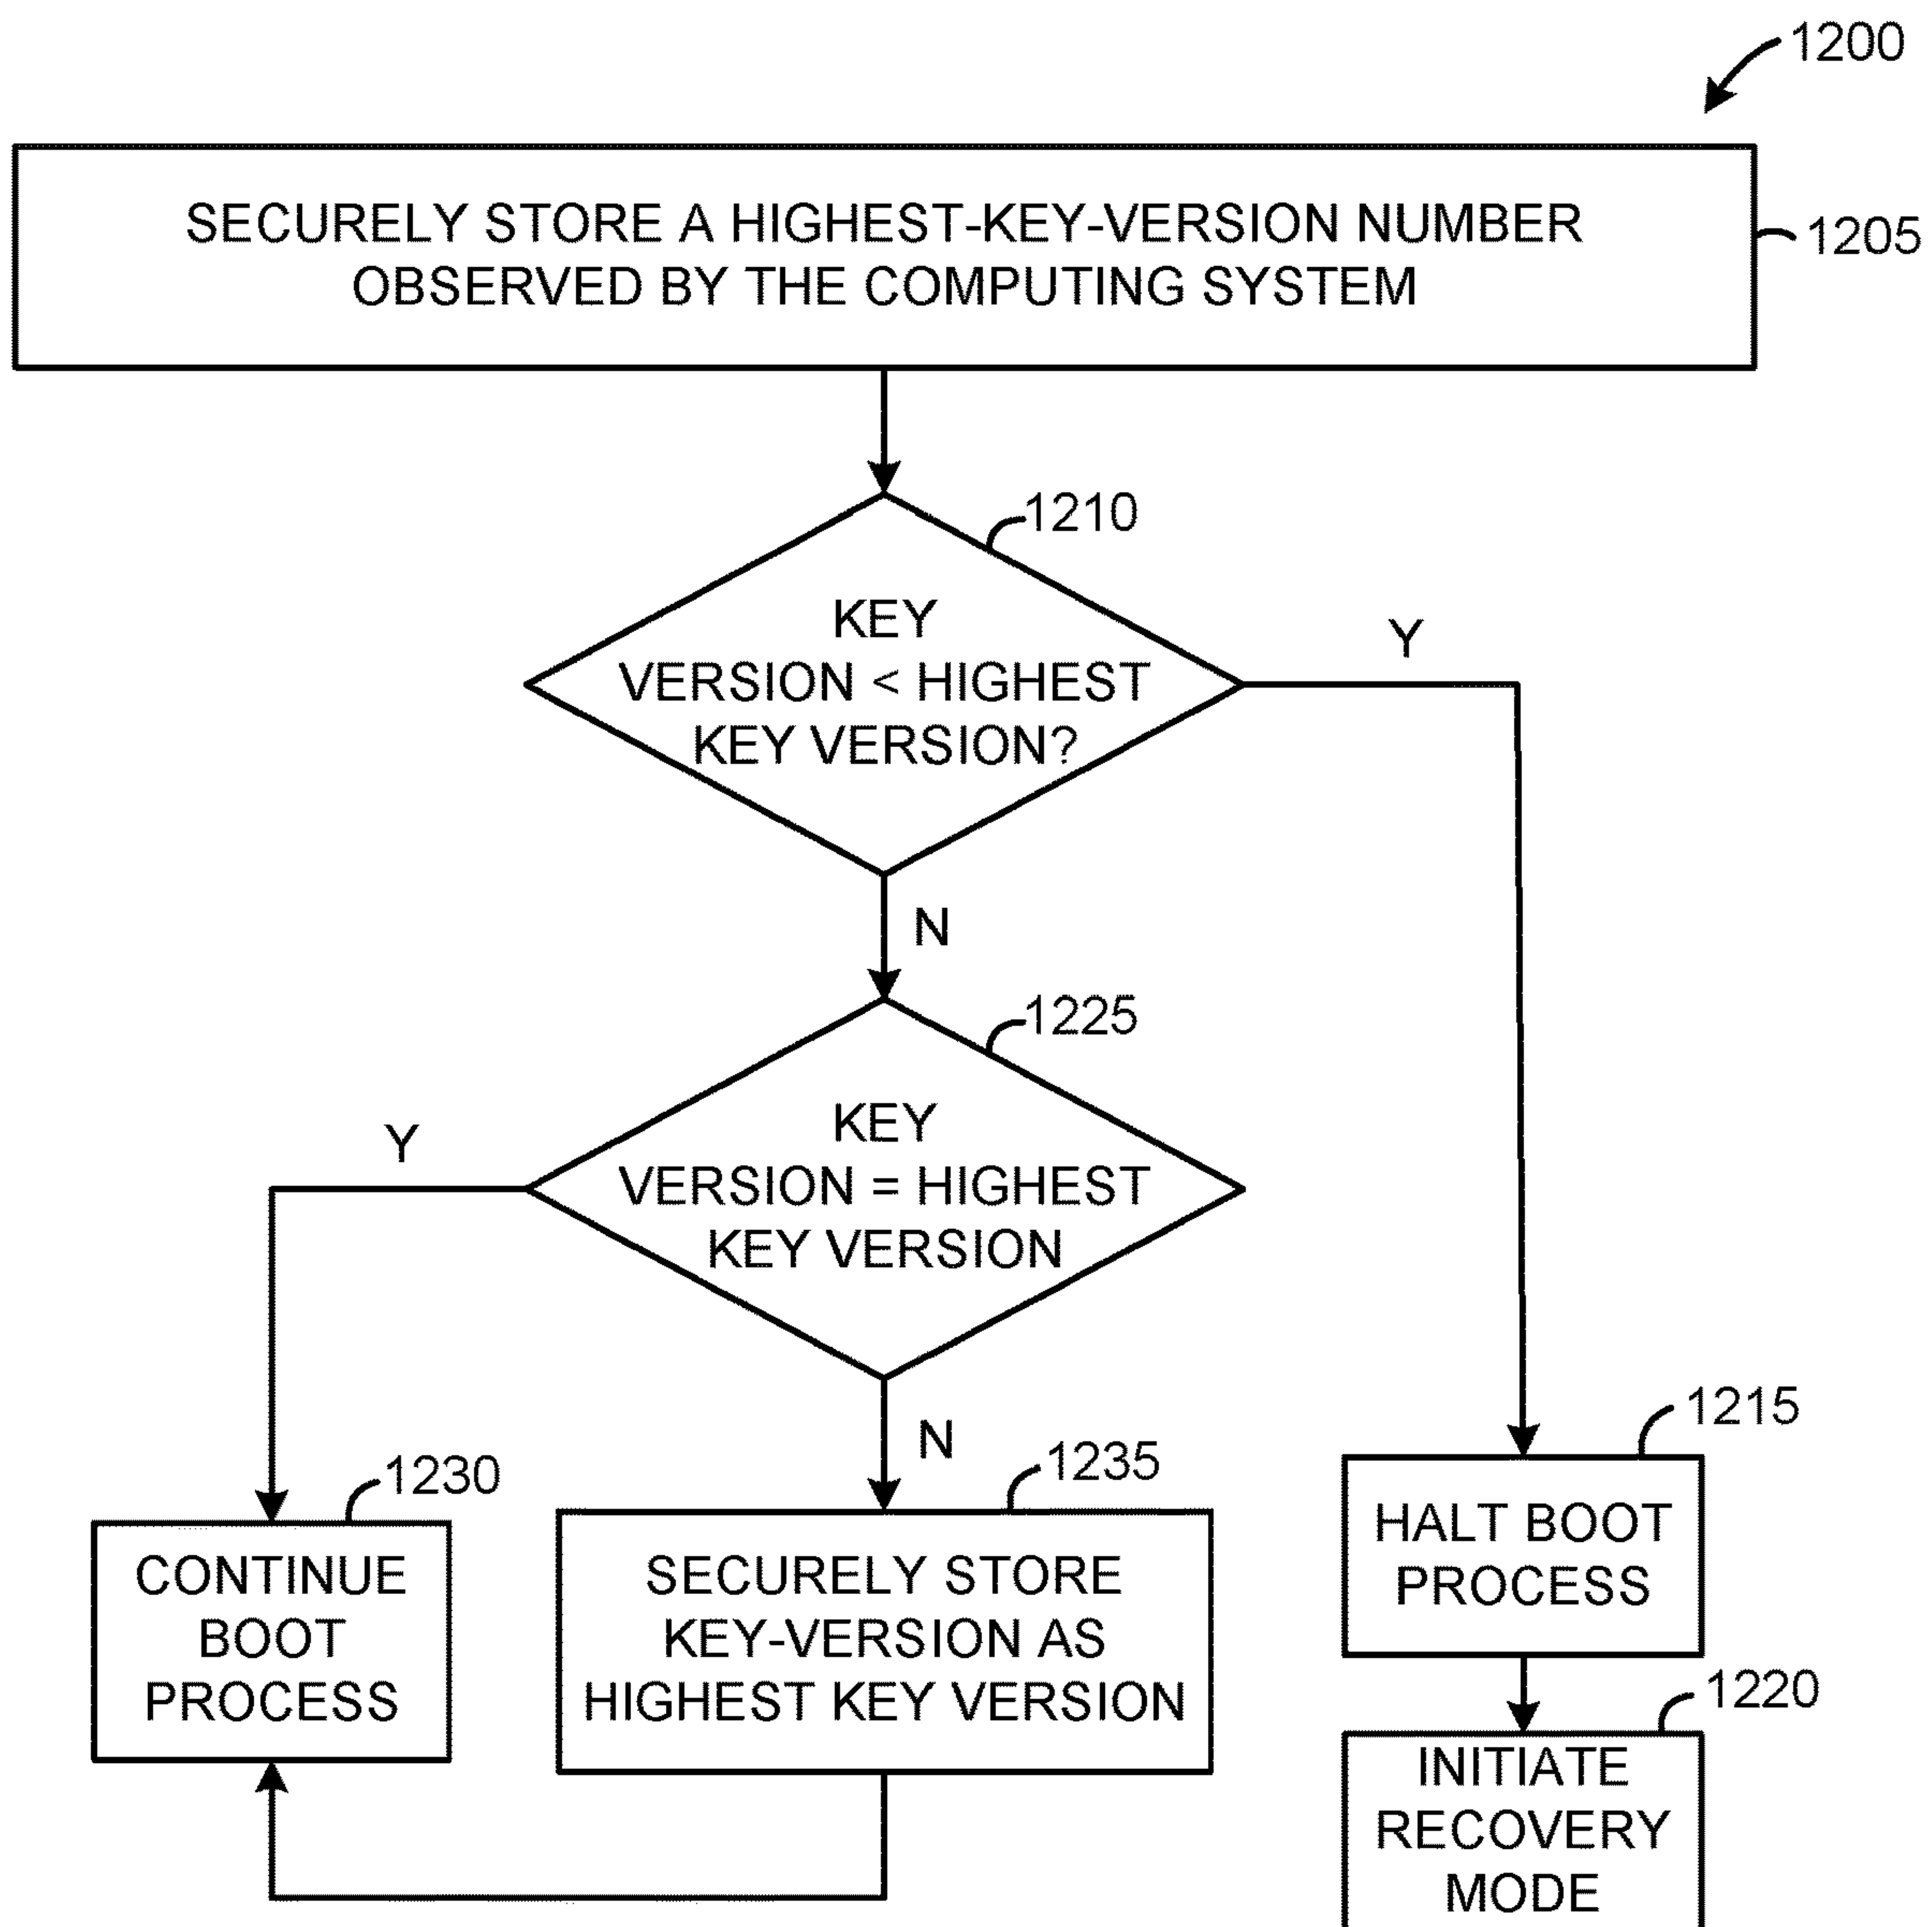 1200
SECURELY STORE A HIGHEST-KEY-VERSION NUMBER
OBSERVED BY THE COMPUTING SYSTEM
1205
1210
KEY
VERSION < HIGHEST
KEY VERSION?
Y
N
1225
KEY
VERSION = HIGHEST
KEY VERSION
Y
N
1230
CONTINUE
BOOT
PROCESS
1235
SECURELY STORE
KEY-VERSION AS
HIGHEST KEY VERSION
1215
HALT BOOT
PROCESS
1220
INITIATE
RECOVERY
MODE